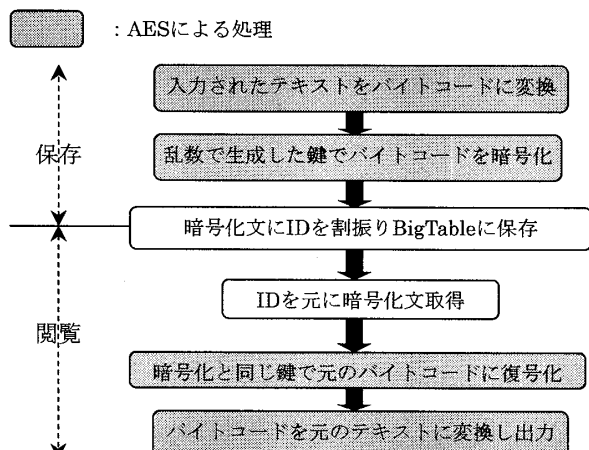 ：AESによる処理
入力されたテキストをバイトコードに変換
保存
乱数で生成した鍵でバイトコードを暗号化
暗号化文にIDを割振りBigTableに保存
IDを元に暗号化文取得
閲覧
暗号化と同じ鍵で元のバイトコードに復号化
バイトコードを元のテキストに変換し出力